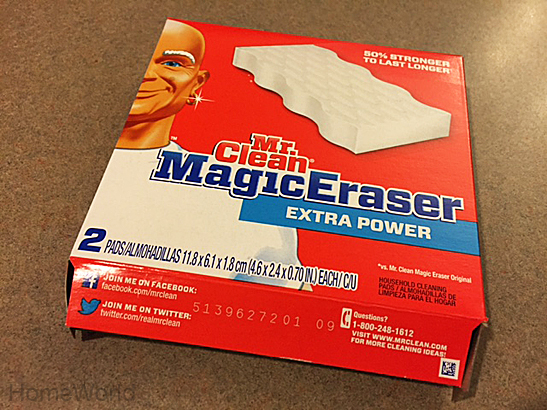 50% STRONGER
TO LAST LONGER*
Mr.
Clean®
MagicEraser
EXTRA POWER
™
2 PADS/ALMOHADILLAS 11.8 x 6.1 x 1.8 cm (4.6 x 2.4 x 0.70 IN.) EACH/ C/U
*vs. Mr. Clean Magic Eraser Original
HOUSEHOLD CLEANING
PADS / ALMOHADILLAS DE
LIMPIEZA PARA EL HOGAR
JOIN ME ON FACEBOOK:
facebook.com/mrclean
JOIN ME ON TWITTER:
twitter.com/realmrclean
5139627201 09
Questions?
1-800-248-1612
VISIT WWW.MRCLEAN.COM
FOR MORE CLEANING IDEAS!
HomeWorld